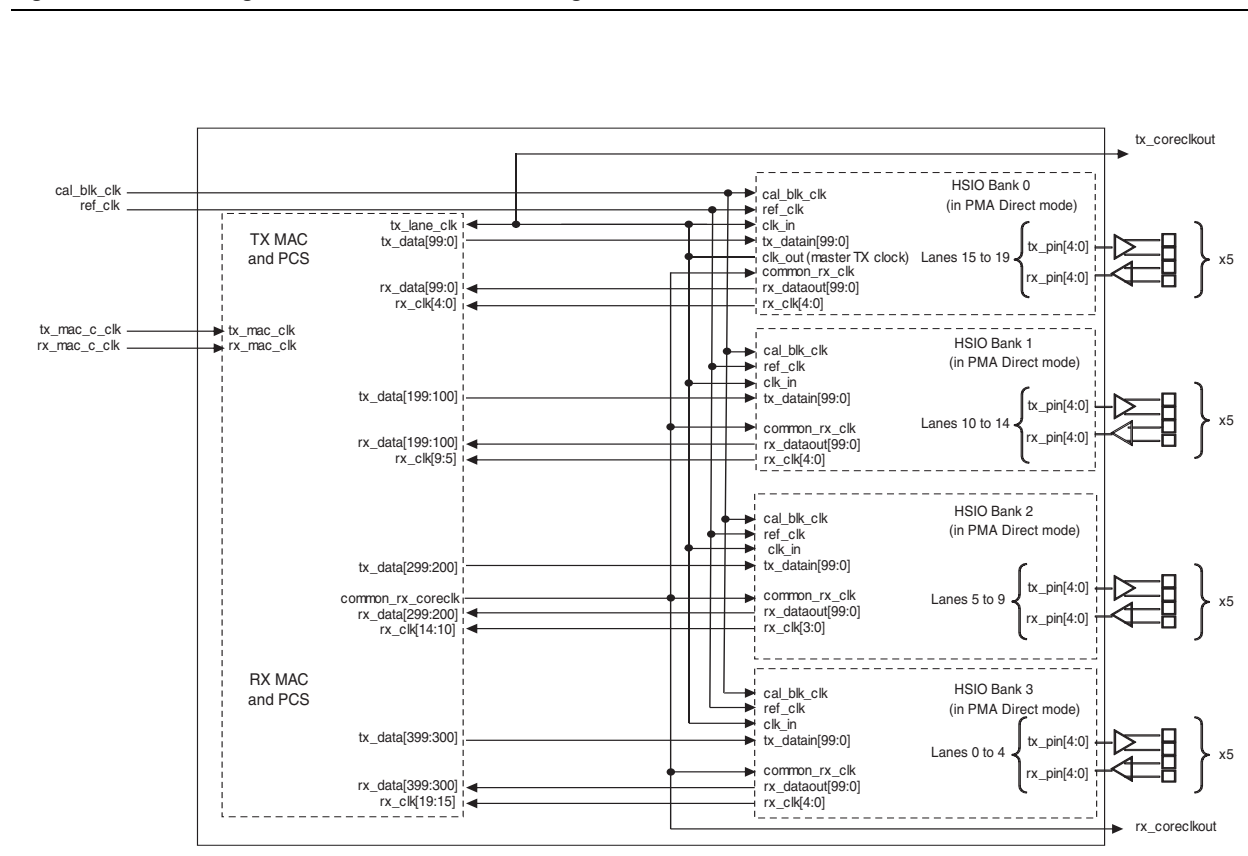 tx_coreclkout
cal_blk_clk
ref_clk
TX MAC
and PCS
tx_lane_clk
tx_data[99:0]
rx_data[99:0]
rx_clk[4:0]
cal_blk_clk
ref_clk
clk_in
tx_datain[99:0]
clk_out (master TX clock)
common_rx_clk
rx_dataout[99:0]
rx_clk[4:0]
HSIO Bank 0
(in PMA Direct mode)
Lanes 15 to 19
tx_pin[4:0]
rx_pin[4:0]
x5
tx_mac_c_clk
rx_mac_c_clk
tx_mac_clk
rx_mac_clk
tx_data[199:100]
rx_data[199:100]
rx_clk[9:5]
cal_blk_clk
ref_clk
clk_in
tx_datain[99:0]
common_rx_clk
rx_dataout[99:0]
rx_clk[4:0]
HSIO Bank 1
(in PMA Direct mode)
Lanes 10 to 14
tx_pin[4:0]
rx_pin[4:0]
x5
tx_data[299:200]
common_rx_coreclk
rx_data[299:200]
rx_clk[14:10]
cal_blk_clk
ref_clk
clk_in
tx_datain[99:0]
common_rx_clk
rx_dataout[99:0]
rx_clk[3:0]
HSIO Bank 2
(in PMA Direct mode)
Lanes 5 to 9
tx_pin[4:0]
rx_pin[4:0]
x5
RX MAC
and PCS
tx_data[399:300]
rx_data[399:300]
rx_clk[19:15]
cal_blk_clk
ref_clk
clk_in
tx_datain[99:0]
common_rx_clk
rx_dataout[99:0]
rx_clk[4:0]
HSIO Bank 3
(in PMA Direct mode)
Lanes 0 to 4
tx_pin[4:0]
rx_pin[4:0]
x5
rx_coreclkout